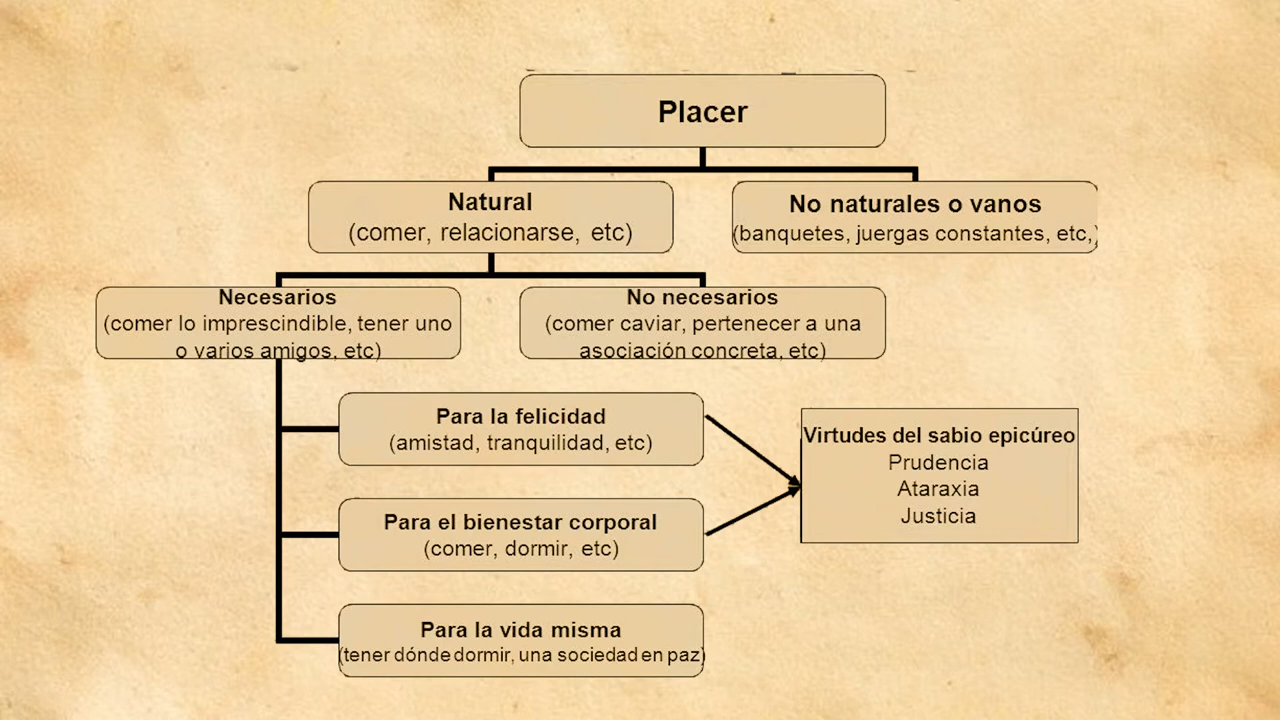 Placer
Natural
(comer, relacionarse, etc)
No naturales o vanos
(banquetes, juergas constantes, etc,)
Necesarios
(comer lo imprescindible, tener uno
o varios amigos, etc)
No necesarios
(comer caviar, pertenecer a una
asociación concreta, etc)
Para la felicidad
(amistad, tranquilidad, etc)
Para el bienestar corporal
(comer, dormir, etc)
Para la vida misma
(tener dónde dormir, una sociedad en paz)
Virtudes del sabio epicúreo
Prudencia
Ataraxia
Justicia